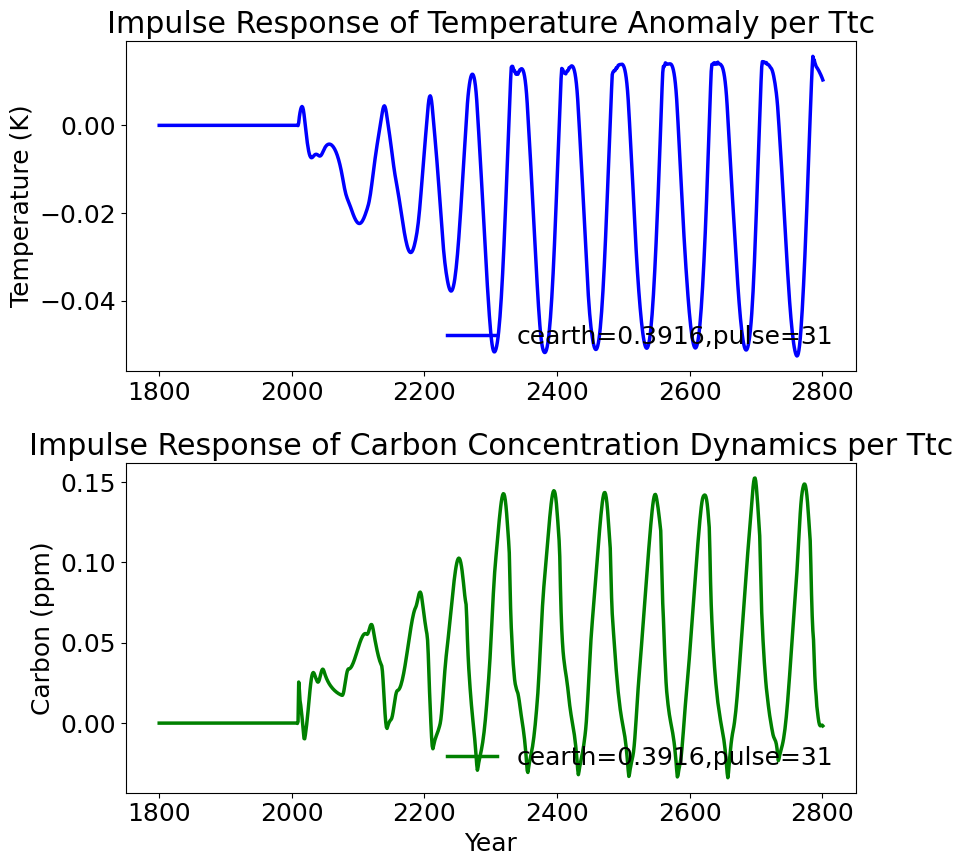 Impulse Response of Temperature Anomaly per Ttc
Temperature (K)
0.00
−0.02
−0.04
cearth=0.3916,pulse=31
1800 2000 2200 2400 2600 2800
Impulse Response of Carbon Concentration Dynamics per Ttc
Carbon (ppm)
0.15
0.10
0.05
0.00
cearth=0.3916,pulse=31
1800 2000 2200 2400 2600 2800
Year